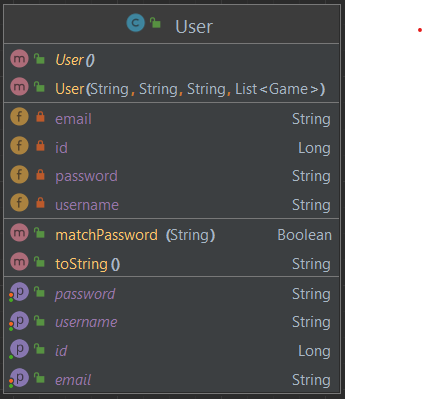 C User
m User()
m User(String, String, String, List<Game>)
f email String
f id Long
f password String
f username String
m matchPassword (String) Boolean
m toString() String
p password String
p username String
p id Long
p email String